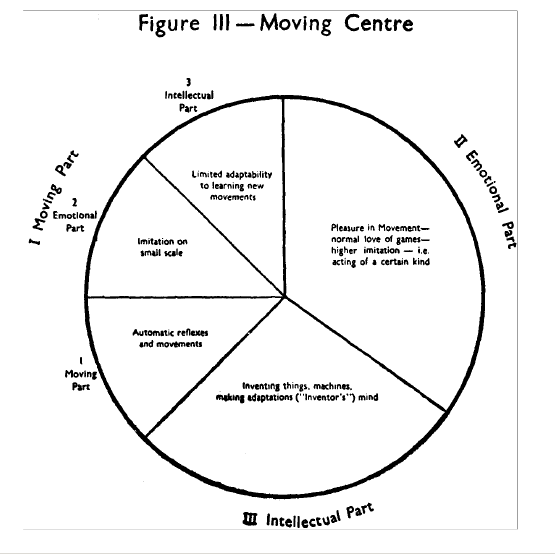 Figure III — Moving Centre
3
Intellectual
Part
I Moving Part
2
Emotional
Part
1
Moving
Part
Limited adaptability
to learning new
movements
Imitation on
small scale
Automatic reflexes
and movements
II Emotional Part
Pleasure in Movement—
normal love of games—
higher imitation — i.e.
acting of a certain kind
Inventing things, machines,
making adaptations ("Inventor's") mind
III Intellectual Part